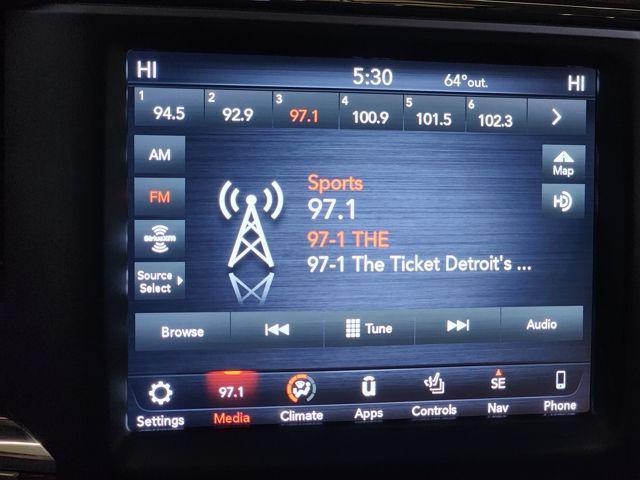 HI 5:30 64°out. HI
1 94.5 2 92.9 3 97.1 4 100.9 5 101.5 6 102.3
AM
Map
FM
HD
Sports
97.1
SiriusXM
97-1 THE
97-1 The Ticket Detroit's ...
Source
Select
Browse Tune Audio
97.1 SE
Settings Media Climate Apps Controls Nav Phone